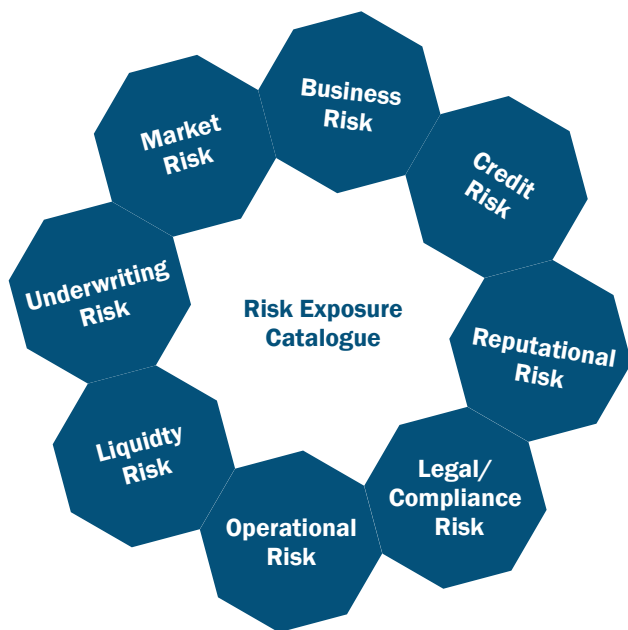 Business
Risk
Credit
Risk
Reputational
Risk
Legal/
Compliance
Risk
Operational
Risk
Liquidty
Risk
Underwriting
Risk
Market
Risk
Risk Exposure
Catalogue